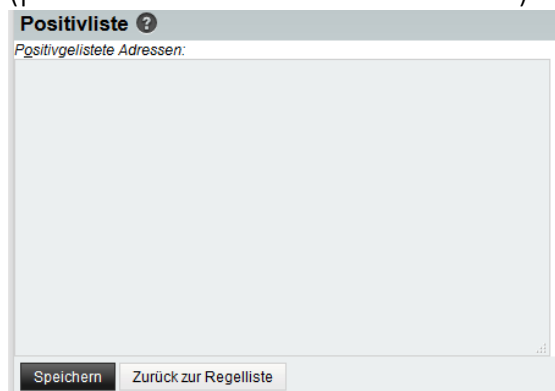 Positivliste ?
Positivgelistete Adressen:
Speichern Zurück zur Regelliste